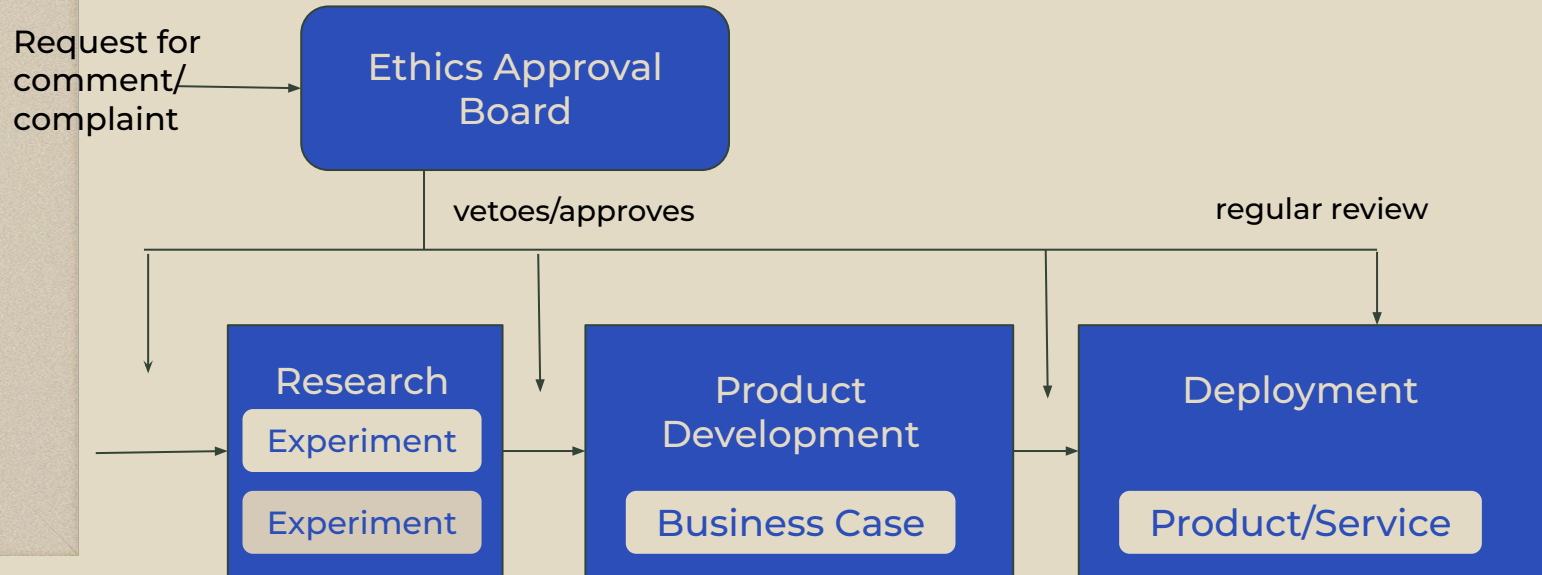 Request for
comment/
complaint
Ethics Approval
Board
vetoes/approves
regular review
Research
Experiment
Experiment
Product
Development
Business Case
Deployment
Product/Service